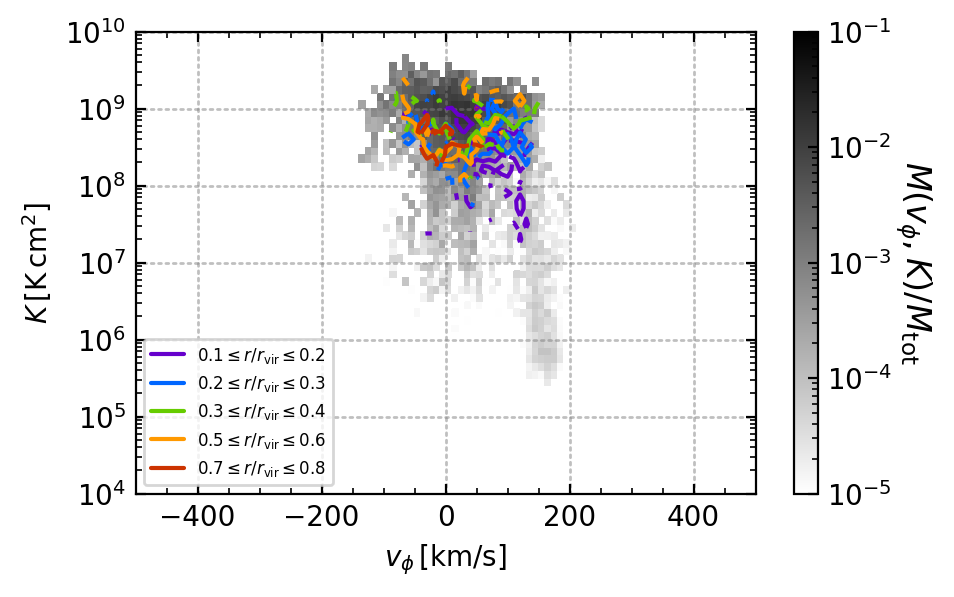 10^10
10^9
10^8
10^7
10^6
10^5
10^4
K [K cm^2]
−400 −200 0 200 400
v_ϕ [km/s]
0.1 ≤ r/r_vir ≤ 0.2
0.2 ≤ r/r_vir ≤ 0.3
0.3 ≤ r/r_vir ≤ 0.4
0.5 ≤ r/r_vir ≤ 0.6
0.7 ≤ r/r_vir ≤ 0.8
10^−1
10^−2
10^−3
10^−4
10^−5
M(v_ϕ, K)/M_tot